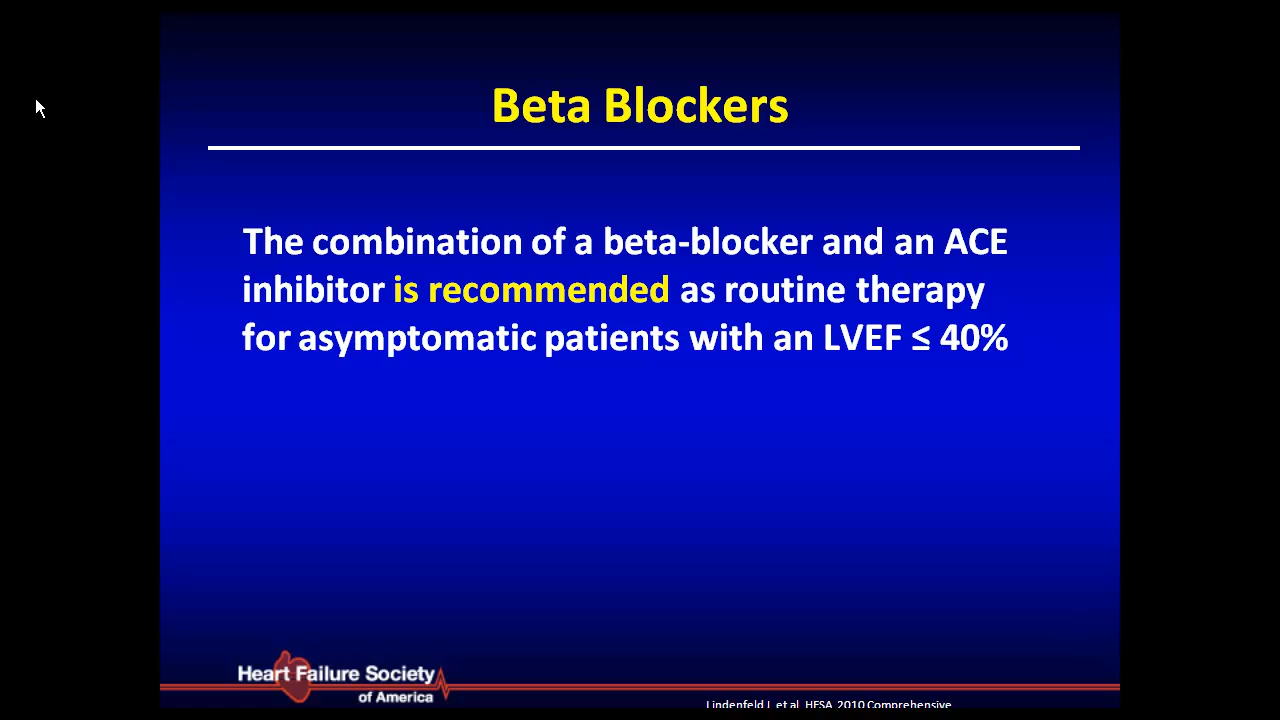 Beta Blockers
The combination of a beta-blocker and an ACE
inhibitor is recommended as routine therapy
for asymptomatic patients with an LVEF ≤ 40%
Heart Failure Society
of America
Lindenfeld J, et al. HFSA 2010 Comprehensive